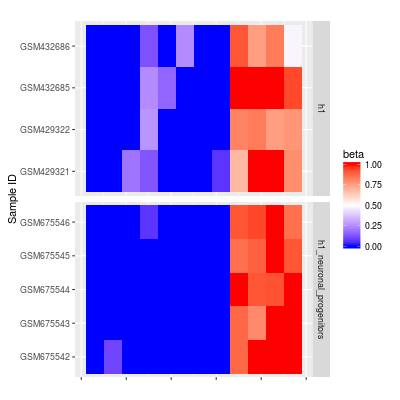 GSM432686
GSM432685
GSM429322
GSM429321
h1
GSM675546
GSM675545
GSM675544
GSM675543
GSM675542
h1_neuronal_progenitors
Sample ID
beta
1.00
0.75
0.50
0.25
0.00